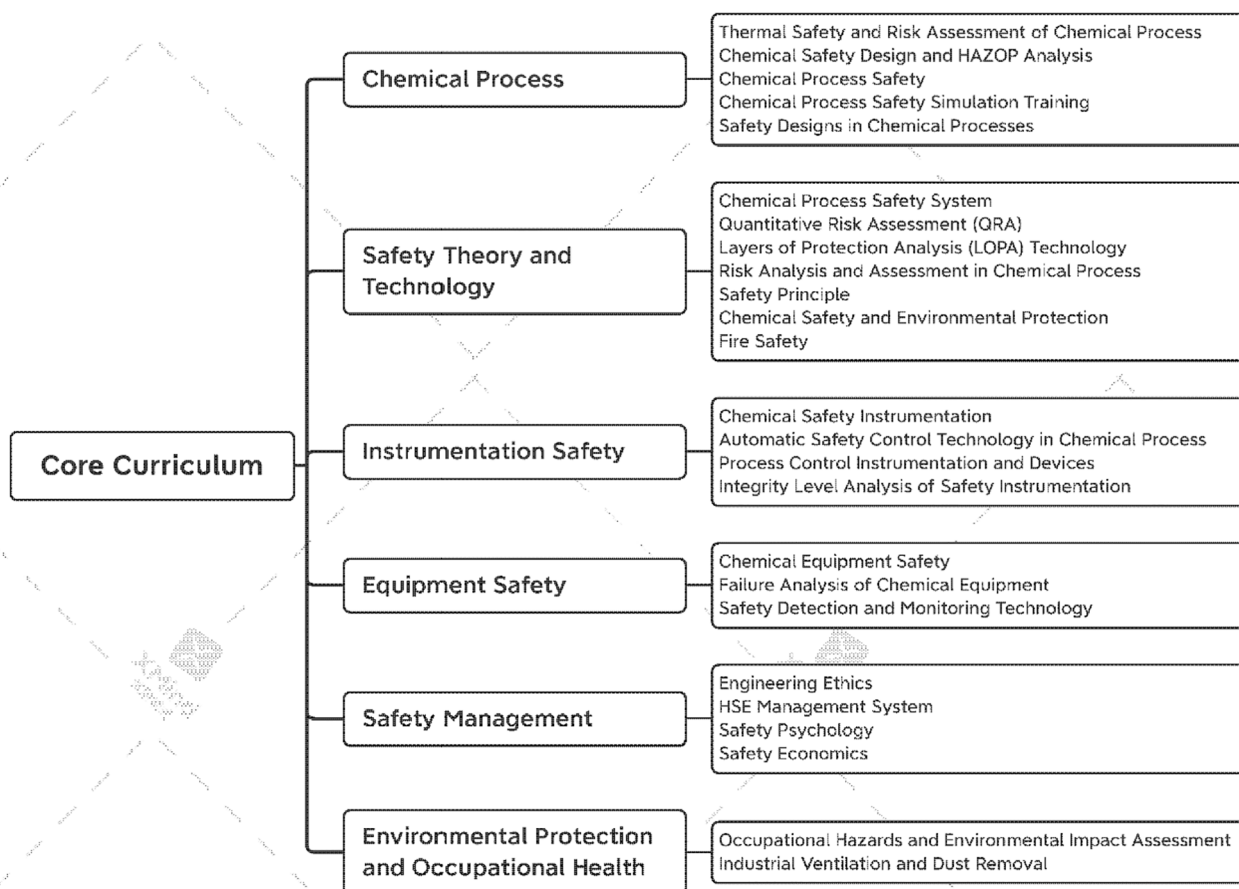 Core Curriculum
Chemical Process
Thermal Safety and Risk Assessment of Chemical Process
Chemical Safety Design and HAZOP Analysis
Chemical Process Safety
Chemical Process Safety Simulation Training
Safety Designs in Chemical Processes
Safety Theory and
Technology
Chemical Process Safety System
Quantitative Risk Assessment (QRA)
Layers of Protection Analysis (LOPA) Technology
Risk Analysis and Assessment in Chemical Process
Safety Principle
Chemical Safety and Environmental Protection
Fire Safety
Instrumentation Safety
Chemical Safety Instrumentation
Automatic Safety Control Technology in Chemical Process
Process Control Instrumentation and Devices
Integrity Level Analysis of Safety Instrumentation
Equipment Safety
Chemical Equipment Safety
Failure Analysis of Chemical Equipment
Safety Detection and Monitoring Technology
Safety Management
Engineering Ethics
HSE Management System
Safety Psychology
Safety Economics
Environmental Protection
and Occupational Health
Occupational Hazards and Environmental Impact Assessment
Industrial Ventilation and Dust Removal